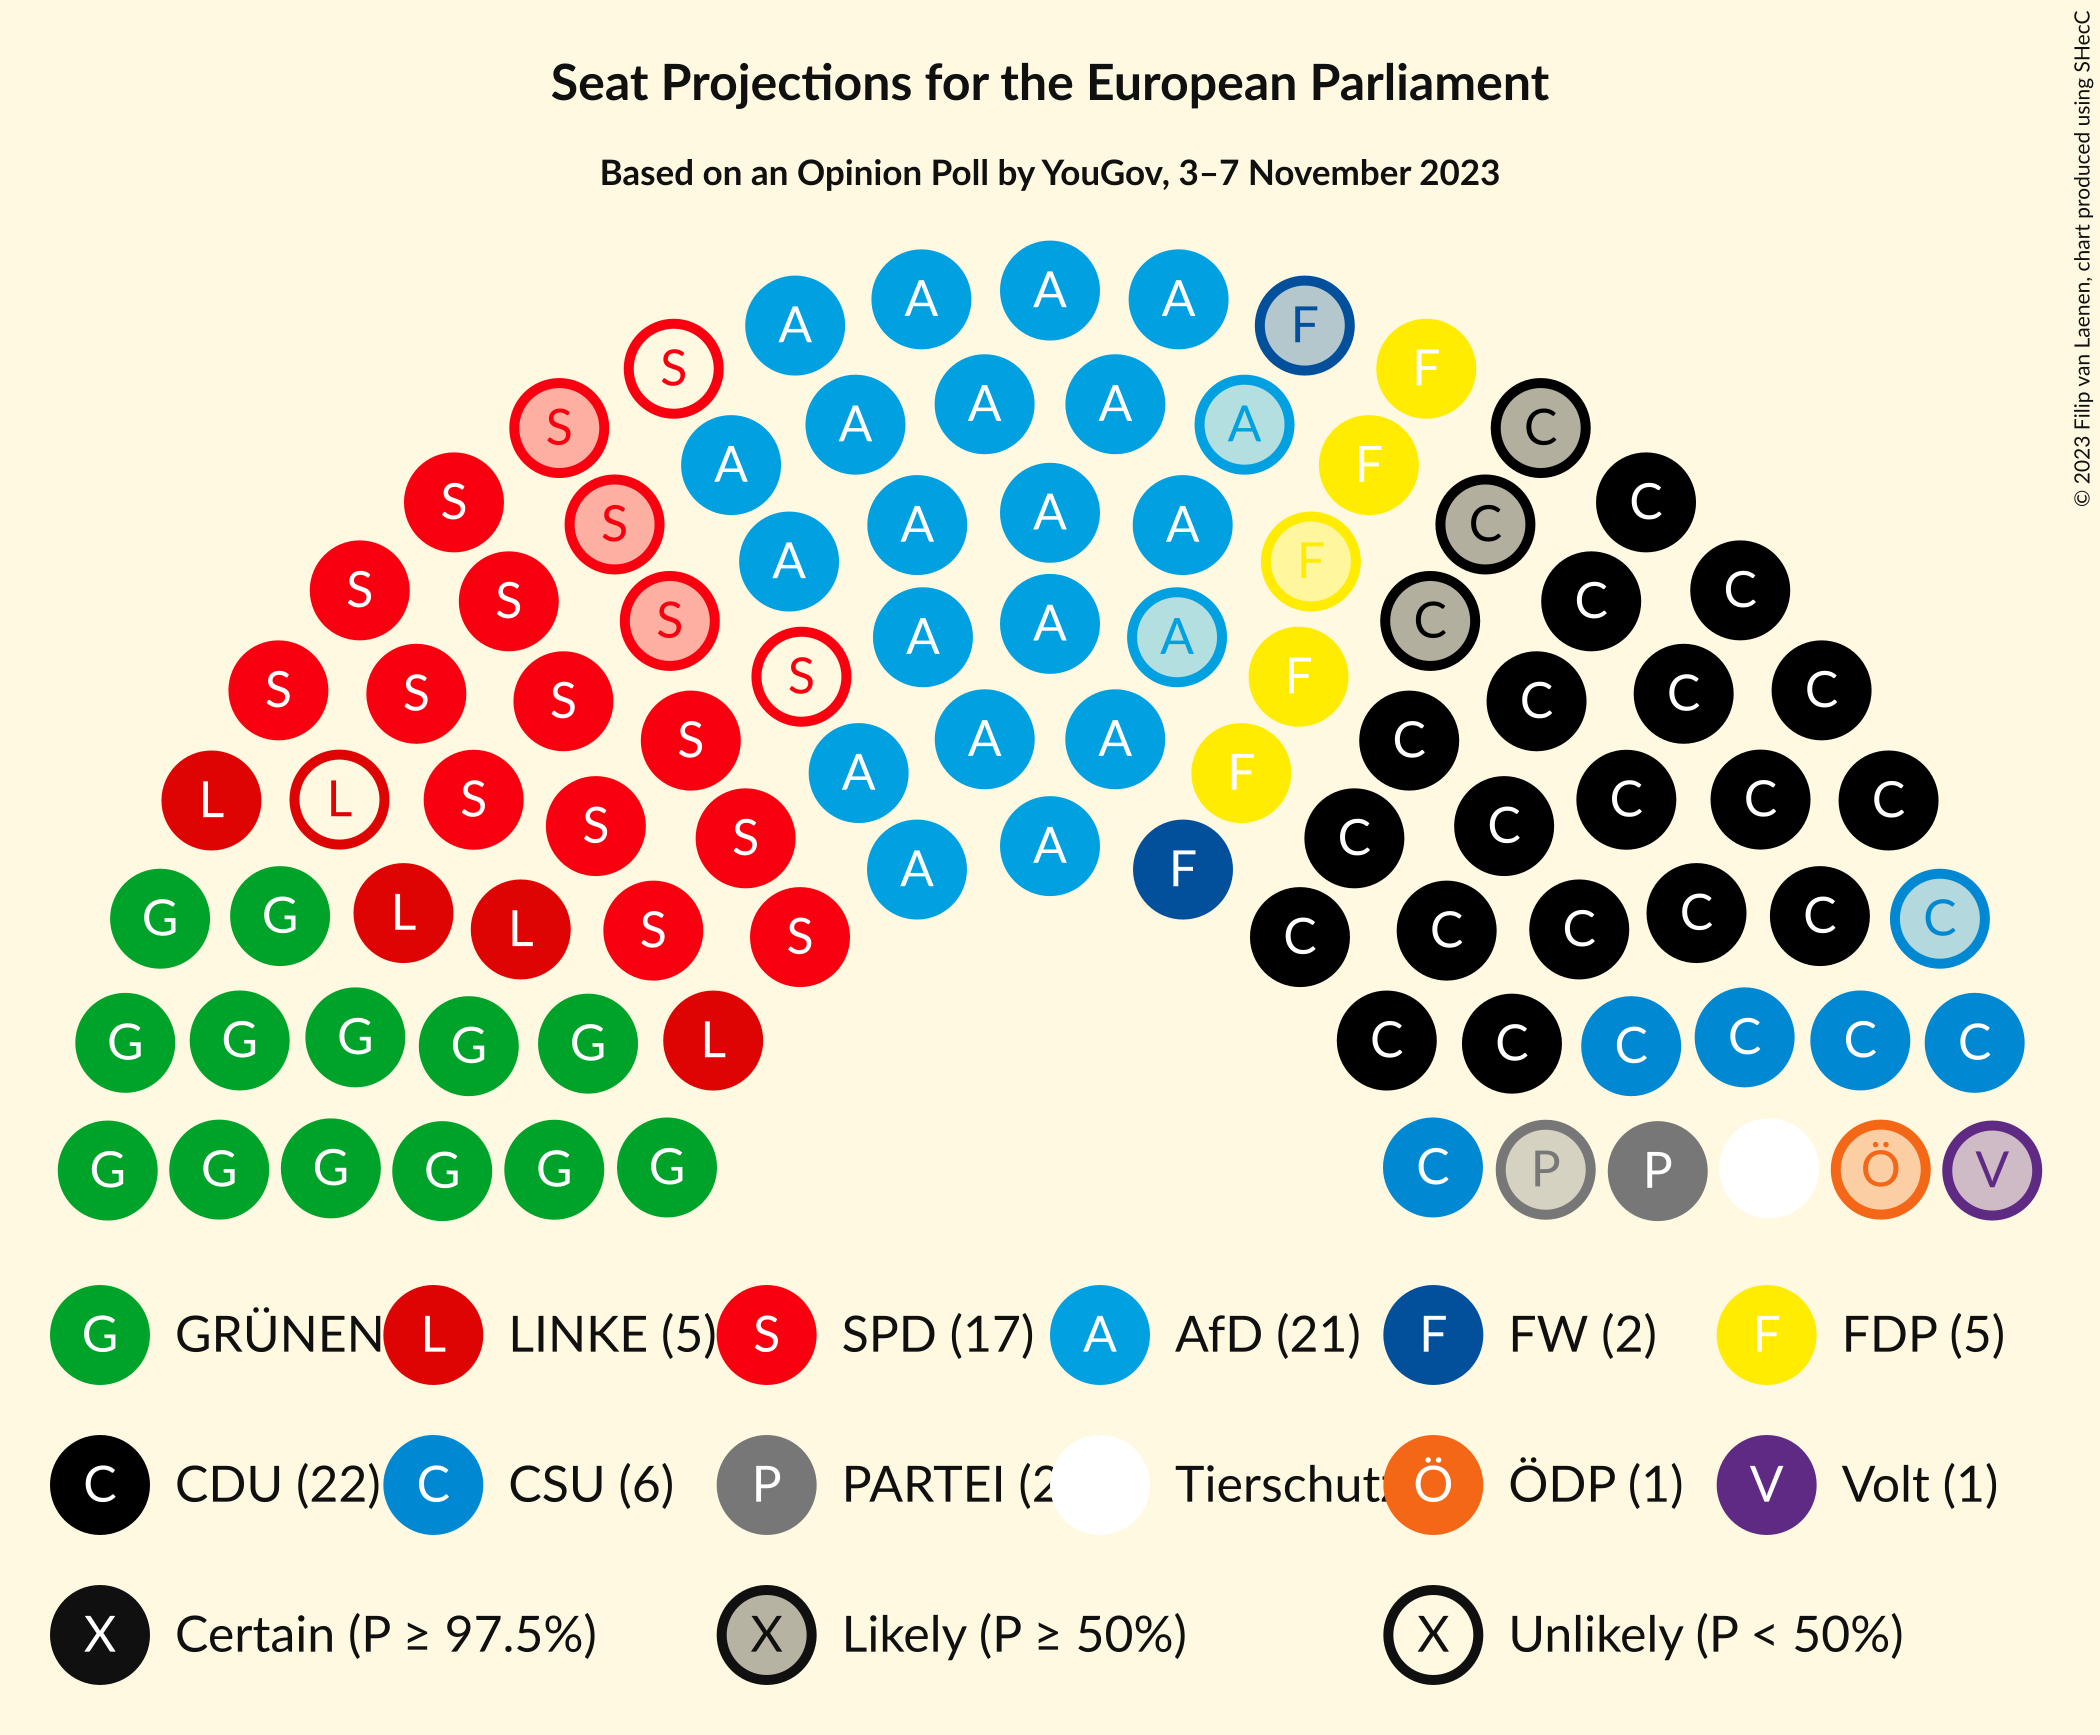 Seat Projections for the European Parliament
Based on an Opinion Poll by YouGov, 3–7 November 2023
© 2023 Filip van Laenen, chart produced using SHecC
A A A A A F F
S S C
A A A A A F
S S C C
A A A A F
S S S C C C
A A A F
S S S S C C C C
A A A F
L L S S S C C C C C
A A F
G G L L S S C C C C C C
G G G G G L C C C C C C
G G G G G G C P P Ö V
G GRÜNEN L LINKE (5) S SPD (17) A AfD (21) F FW (2) F FDP (5)
C CDU (22) C CSU (6) P PARTEI (2 Tierschutz Ö ÖDP (1) V Volt (1)
X Certain (P ≥ 97.5%) X Likely (P ≥ 50%) X Unlikely (P < 50%)